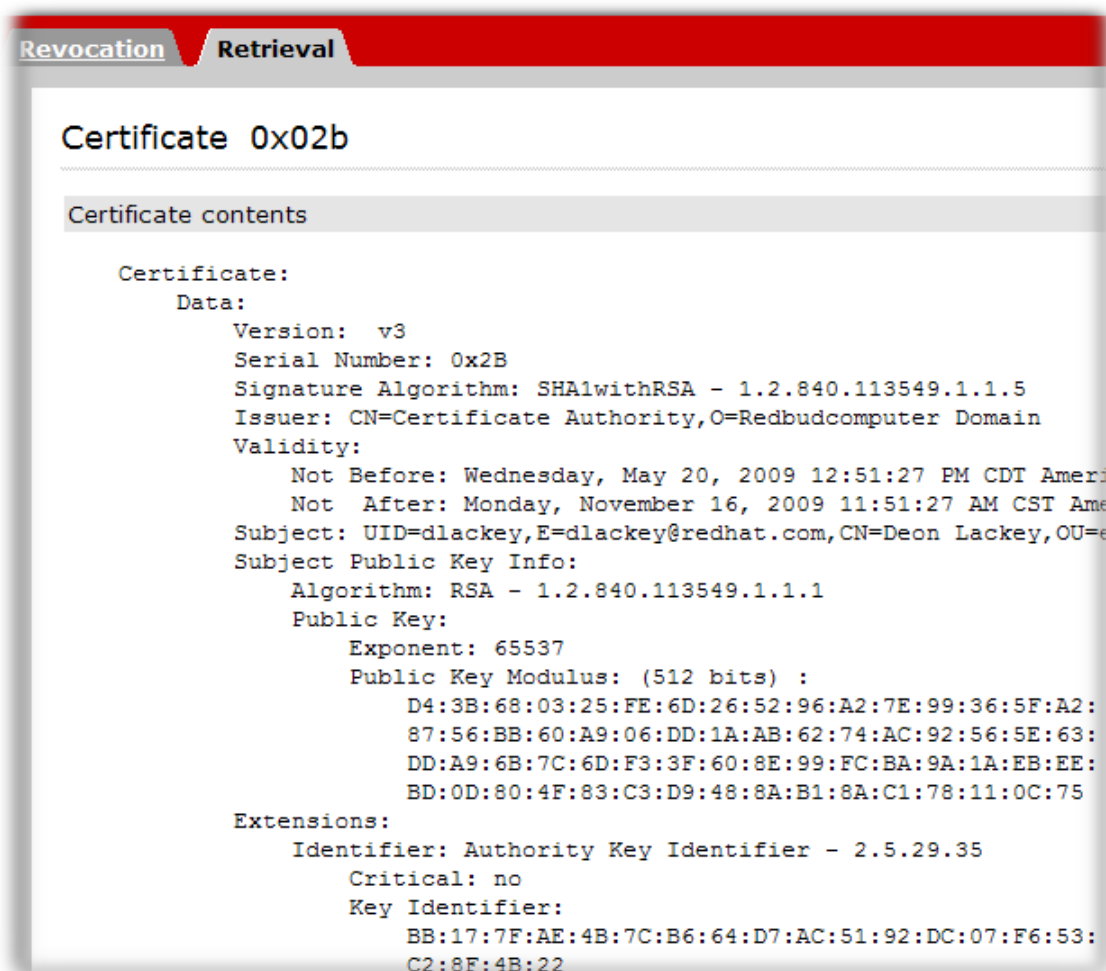 Revocation Retrieval
Certificate 0x02b
Certificate contents
Certificate:
Data:
Version: v3
Serial Number: 0x2B
Signature Algorithm: SHA1withRSA - 1.2.840.113549.1.1.5
Issuer: CN=Certificate Authority,O=Redbudcomputer Domain
Validity:
Not Before: Wednesday, May 20, 2009 12:51:27 PM CDT Ameri
Not After: Monday, November 16, 2009 11:51:27 AM CST Ame
Subject: UID=dlackey,E=dlackey@redhat.com,CN=Deon Lackey,OU=e
Subject Public Key Info:
Algorithm: RSA - 1.2.840.113549.1.1.1
Public Key:
Exponent: 65537
Public Key Modulus: (512 bits) :
D4:3B:68:03:25:FE:6D:26:52:96:A2:7E:99:36:5F:A2:
87:56:BB:60:A9:06:DD:1A:AB:62:74:AC:92:56:5E:63:
DD:A9:6B:7C:6D:F3:3F:60:8E:99:FC:BA:9A:1A:EB:EE:
BD:0D:80:4F:83:C3:D9:48:8A:B1:8A:C1:78:11:0C:75
Extensions:
Identifier: Authority Key Identifier - 2.5.29.35
Critical: no
Key Identifier:
BB:17:7F:AE:4B:7C:B6:64:D7:AC:51:92:DC:07:F6:53:
C2:8F:4B:22